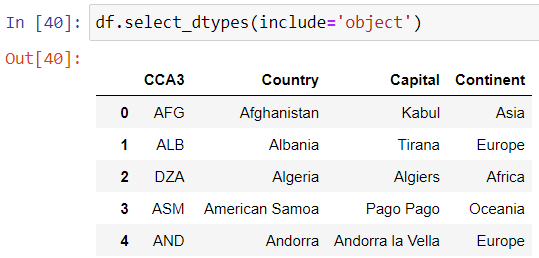 In [40]: df.select_dtypes(include='object')
Out[40]:
CCA3 Country Capital Continent
0 AFG Afghanistan Kabul Asia
1 ALB Albania Tirana Europe
2 DZA Algeria Algiers Africa
3 ASM American Samoa Pago Pago Oceania
4 AND Andorra Andorra la Vella Europe